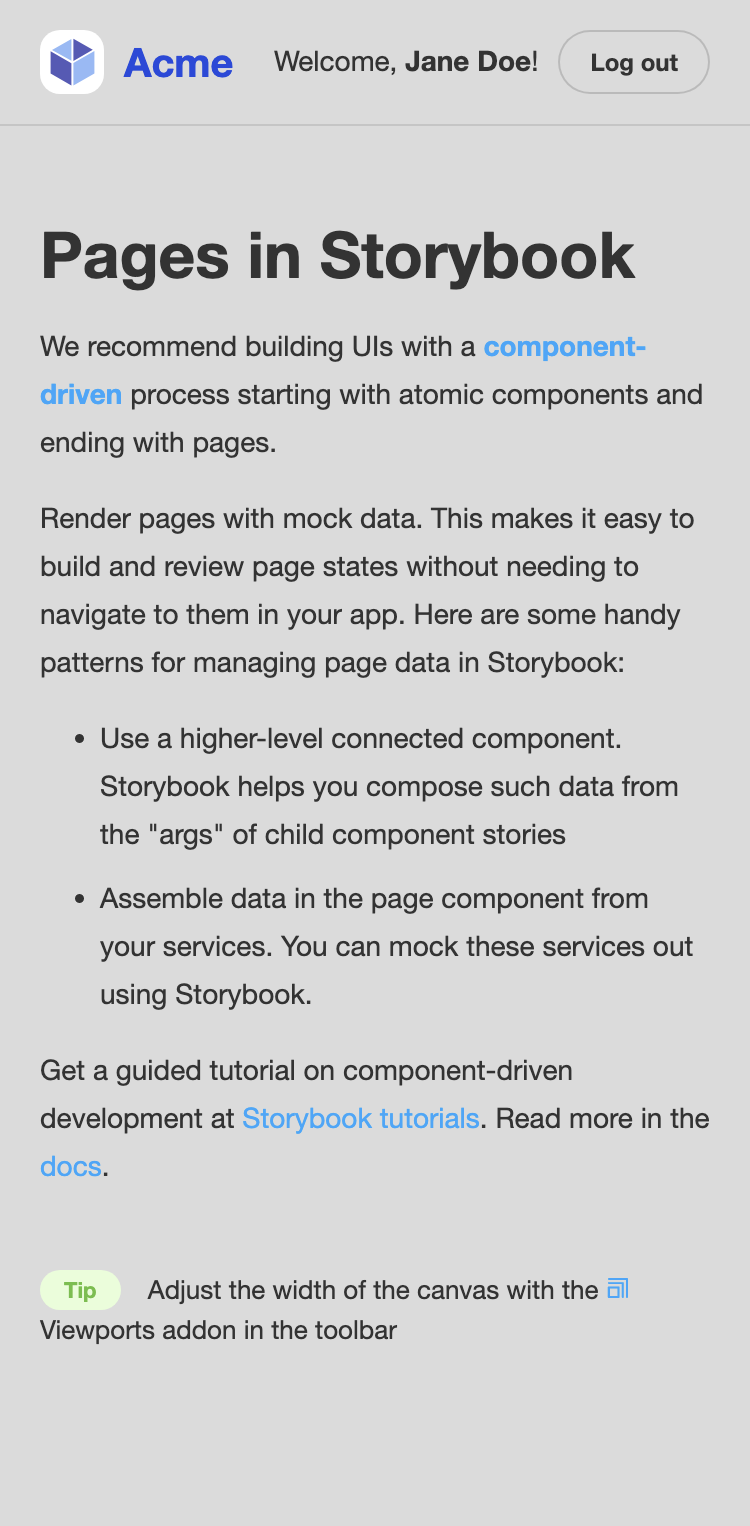 Acme Welcome, Jane Doe! Log out
Pages in Storybook
We recommend building UIs with a component-
driven process starting with atomic components and
ending with pages.
Render pages with mock data. This makes it easy to
build and review page states without needing to
navigate to them in your app. Here are some handy
patterns for managing page data in Storybook:
• Use a higher-level connected component.
Storybook helps you compose such data from
the "args" of child component stories
• Assemble data in the page component from
your services. You can mock these services out
using Storybook.
Get a guided tutorial on component-driven
development at Storybook tutorials. Read more in the
docs.
Tip Adjust the width of the canvas with the
Viewports addon in the toolbar